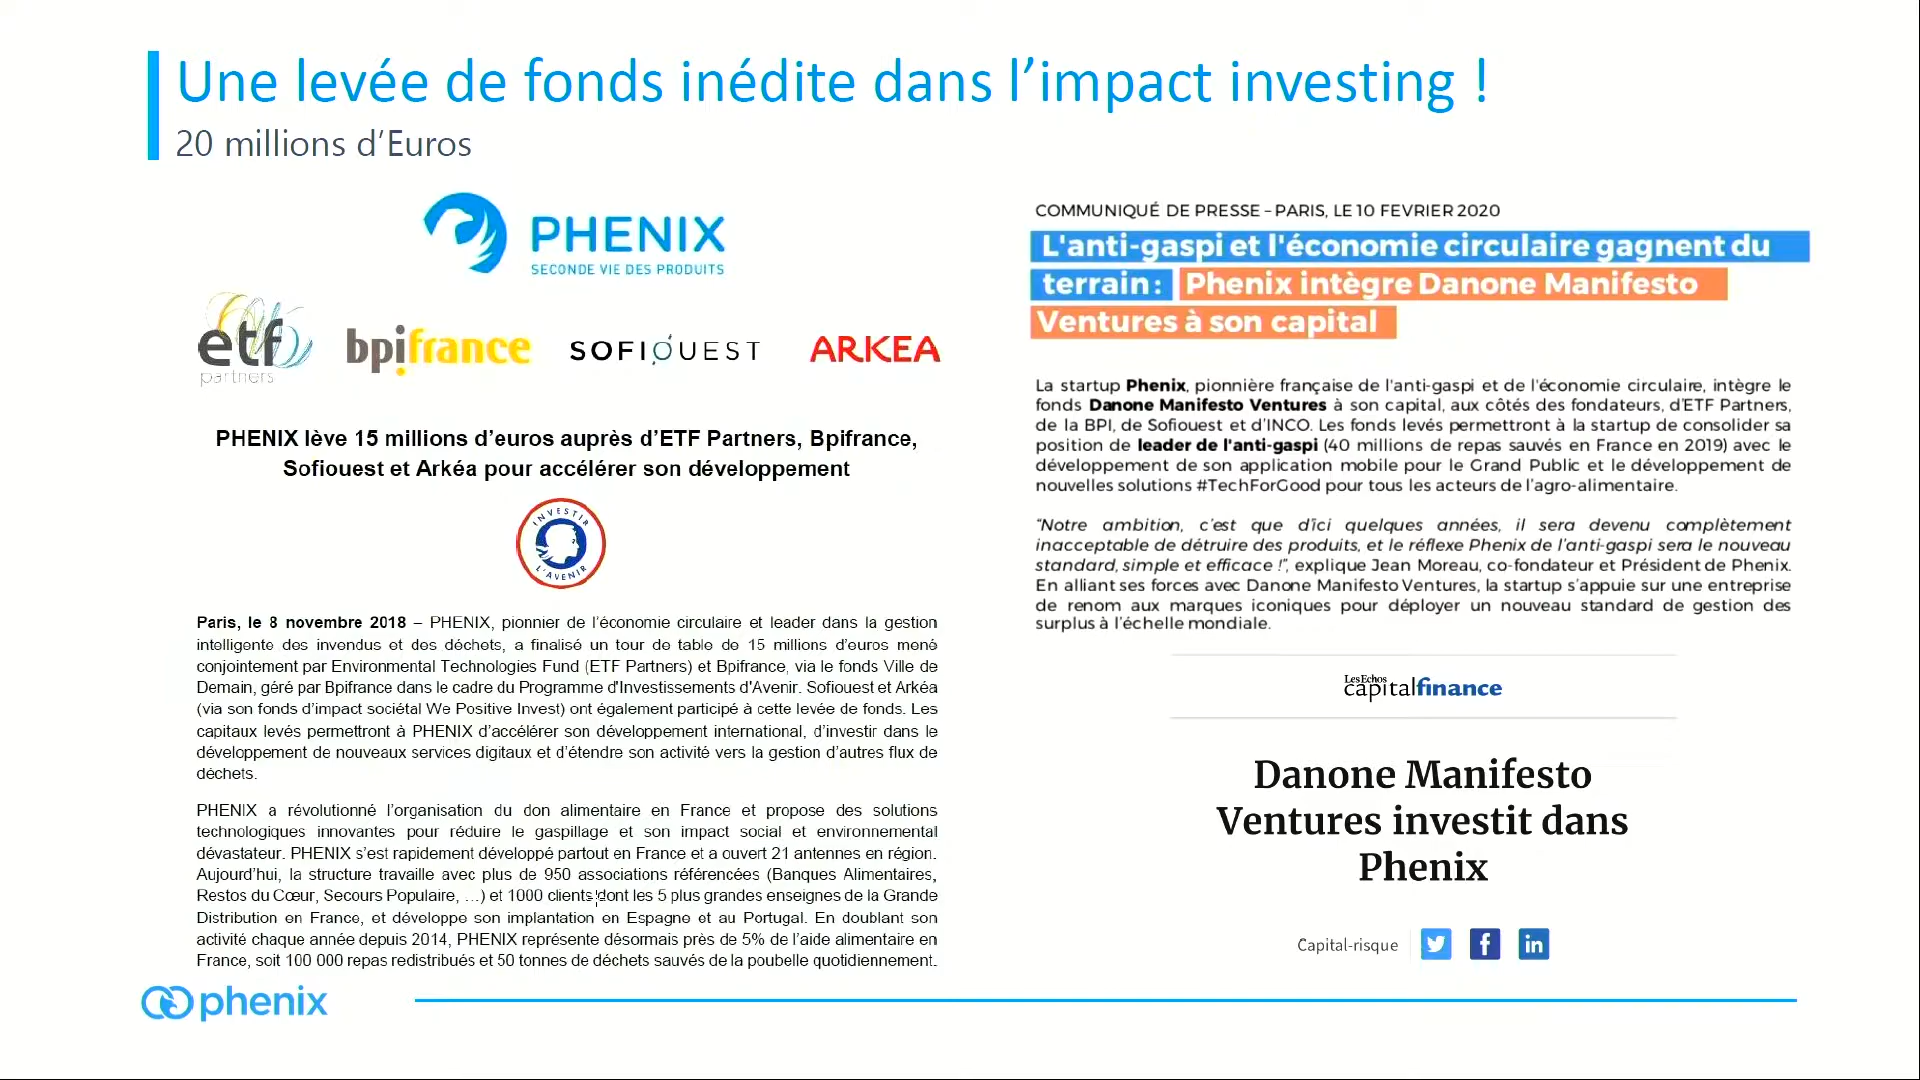 Une levée de fonds inédite dans l’impact investing !
20 millions d’Euros
PHENIX
SECONDE VIE DES PRODUITS
etf
partners
bpifrance
SOFIOUEST
ARKEA
PHENIX lève 15 millions d’euros auprès d’ETF Partners, Bpifrance,
Sofiouest et Arkéa pour accélérer son développement
INVESTIR
L'AVENIR
Paris, le 8 novembre 2018 – PHENIX, pionnier de l’économie circulaire et leader dans la gestion
intelligente des invendus et des déchets, a finalisé un tour de table de 15 millions d’euros mené
conjointement par Environmental Technologies Fund (ETF Partners) et Bpifrance, via le fonds Ville de
Demain, géré par Bpifrance dans le cadre du Programme d'Investissements d'Avenir. Sofiouest et Arkéa
(via son fonds d’impact sociétal We Positive Invest) ont également participé à cette levée de fonds. Les
capitaux levés permettront à PHENIX d’accélérer son développement international, d’investir dans le
développement de nouveaux services digitaux et d’étendre son activité vers la gestion d’autres flux de
déchets.
PHENIX a révolutionné l’organisation du don alimentaire en France et propose des solutions
technologiques innovantes pour réduire le gaspillage et son impact social et environnemental
dévastateur. PHENIX s’est rapidement développé partout en France et a ouvert 21 antennes en région.
Aujourd’hui, la structure travaille avec plus de 950 associations référencées (Banques Alimentaires,
Restos du Cœur, Secours Populaire, …) et 1000 clients dont les 5 plus grandes enseignes de la Grande
Distribution en France, et développe son implantation en Espagne et au Portugal. En doublant son
activité chaque année depuis 2014, PHENIX représente désormais près de 5% de l’aide alimentaire en
France, soit 100 000 repas redistribués et 50 tonnes de déchets sauvés de la poubelle quotidiennement.
COMMUNIQUÉ DE PRESSE – PARIS, LE 10 FEVRIER 2020
L'anti-gaspi et l'économie circulaire gagnent du
terrain : Phenix intègre Danone Manifesto
Ventures à son capital
La startup Phenix, pionnière française de l'anti-gaspi et de l'économie circulaire, intègre le
fonds Danone Manifesto Ventures à son capital, aux côtés des fondateurs, d’ETF Partners,
de la BPI, de Sofiouest et d’INCO. Les fonds levés permettront à la startup de consolider sa
position de leader de l'anti-gaspi (40 millions de repas sauvés en France en 2019) avec le
développement de son application mobile pour le Grand Public et le développement de
nouvelles solutions #TechForGood pour tous les acteurs de l’agro-alimentaire.
“Notre ambition, c’est que d’ici quelques années, il sera devenu complètement
inacceptable de détruire des produits, et le réflexe Phenix de l’anti-gaspi sera le nouveau
standard, simple et efficace !”, explique Jean Moreau, co-fondateur et Président de Phenix.
En alliant ses forces avec Danone Manifesto Ventures, la startup s’appuie sur une entreprise
de renom aux marques iconiques pour déployer un nouveau standard de gestion des
surplus à l’échelle mondiale.
Les Echos
capitalfinance
Danone Manifesto
Ventures investit dans
Phenix
Capital-risque
phenix